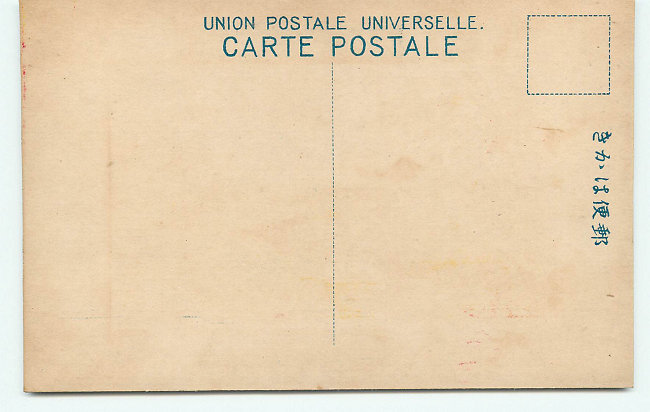 UNION POSTALE UNIVERSELLE.
CARTE POSTALE
郵便はかき